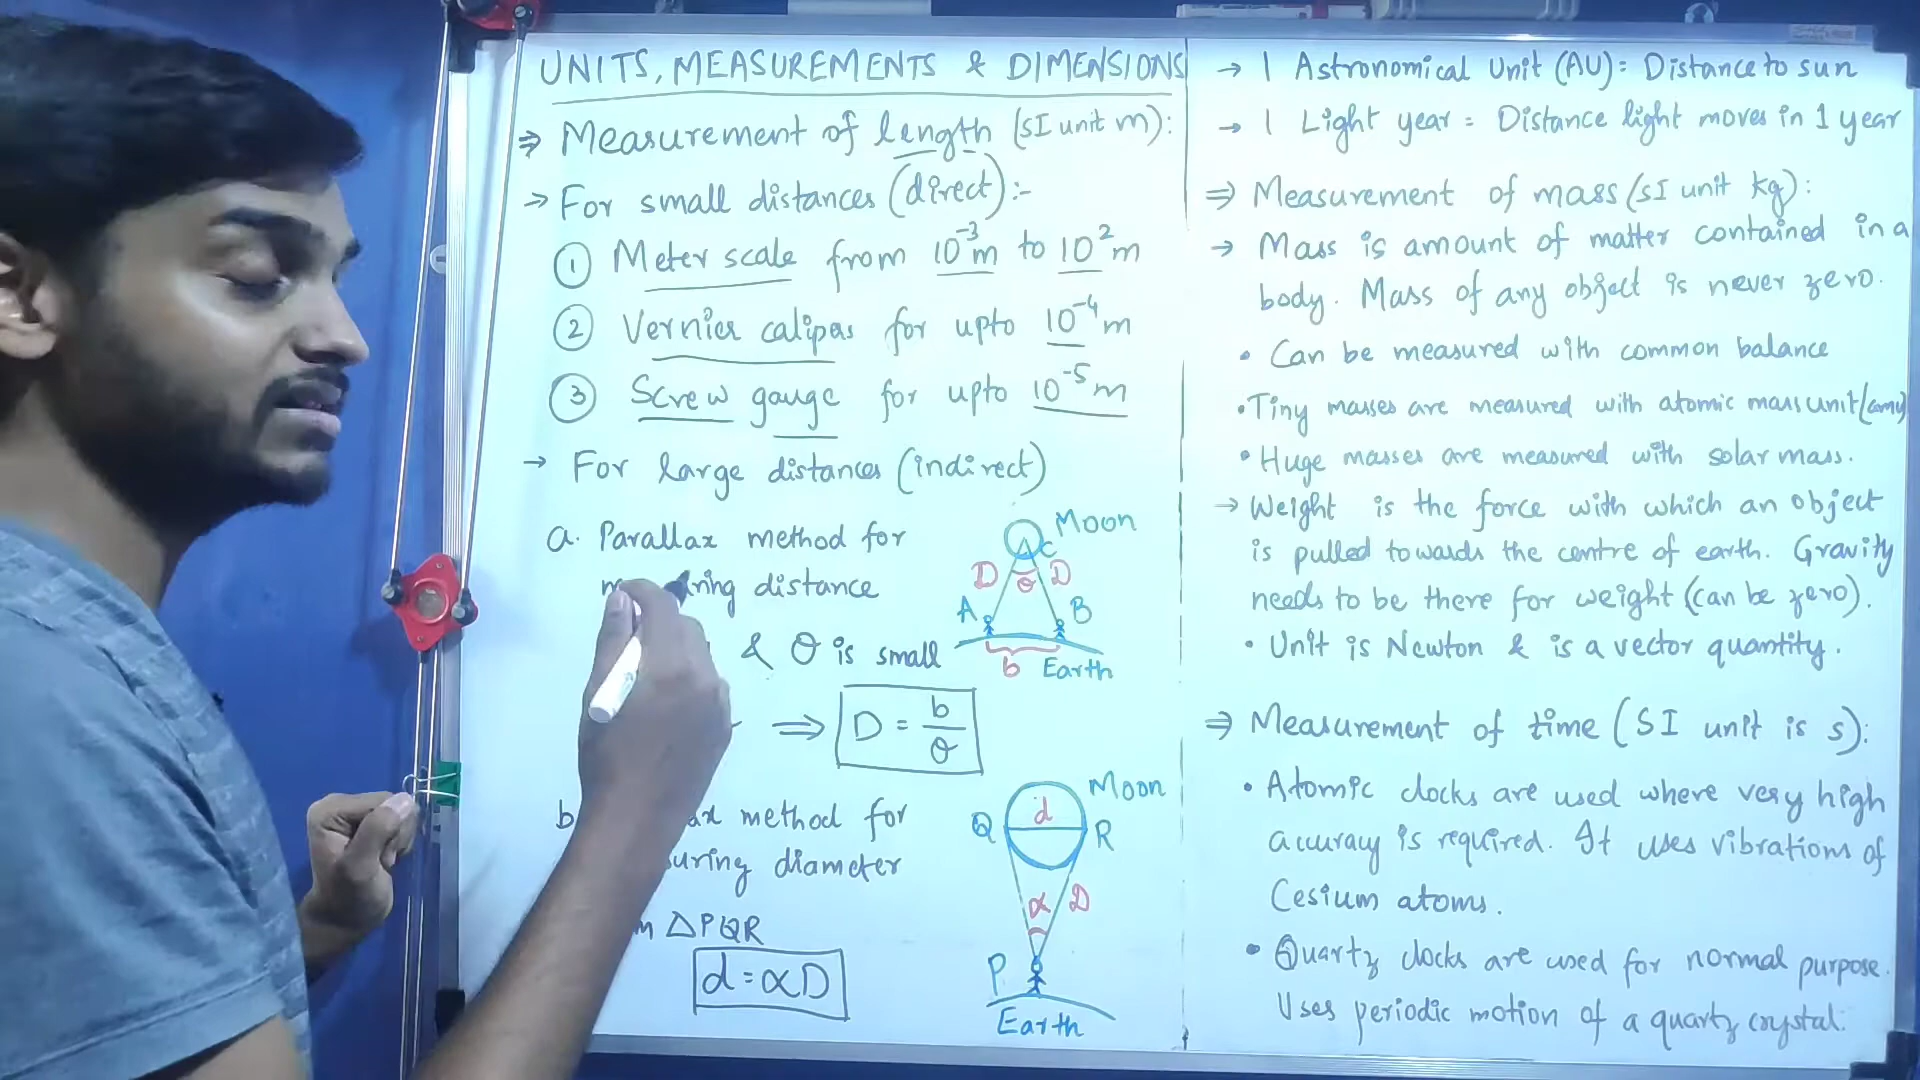 UNITS, MEASUREMENTS & DIMENSIONS
⇒ Measurement of length (SI unit m):
→ For small distances (direct):-
① Meter scale from 10⁻³m to 10²m
② Vernier calipers for upto 10⁻⁴m
③ Screw gauge for upto 10⁻⁵m
→ For large distances (indirect)
a. Parallax method for
distance
& θ is small
⇒ D = b/θ
Moon
C
D θ D
A B
b Earth
b
method for
diameter
△PQR
d = αD
Moon
Q d R
α D
P
Earth
→ 1 Astronomical Unit (AU) = Distance to sun
→ 1 Light year = Distance light moves in 1 year
⇒ Measurement of mass (SI unit kg):
→ Mass is amount of matter contained in a
body. Mass of any object is never zero.
• Can be measured with common balance
• Tiny masses are measured with atomic mass unit (amu)
• Huge masses are measured with solar mass.
→ Weight is the force with which an object
is pulled towards the centre of earth. Gravity
needs to be there for weight (can be zero).
• Unit is Newton & is a vector quantity.
⇒ Measurement of time (SI unit is s):
• Atomic clocks are used where very high
accuracy is required. It uses vibrations of
Cesium atoms.
• Quartz clocks are used for normal purpose.
Uses periodic motion of a quartz crystal.